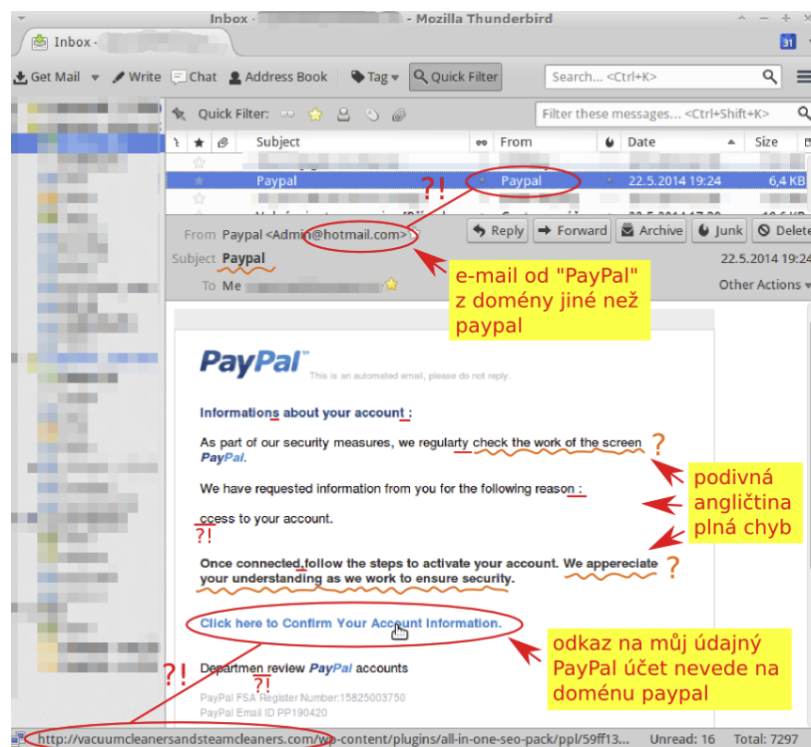 Inbox - - Mozilla Thunderbird
Inbox -
31
Get Mail Write Chat Address Book Tag Quick Filter Search... <Ctrl+K>
Quick Filter: Filter these messages... <Ctrl+Shift+K>
Subject From Date Size
Paypal Paypal 22.5.2014 19:24 6,4 KB
?!
From Paypal <Admin@hotmail.com> Reply Forward Archive Junk Delete
Subject Paypal 22.5.2014 19:24
To Me Other Actions
e-mail od "PayPal"
z domény jiné než
paypal
PayPal™
This is an automated email, please do not reply.
Informations about your account :
As part of our security measures, we regularty check the work of the screen ?
PayPal.
We have requested information from you for the following reason :
podivná
angličtina
plná chyb
ccess to your account.
?!
Once connected,follow the steps to activate your account. We appereciate ?
your understanding as we work to ensure security.
Click here to Confirm Your Account Information.
odkaz na můj údajný
PayPal účet nevede na
doménu paypal
?!
Departmen review PayPal accounts
?!
PayPal FSA Register Number:15825003750
PayPal Email ID PP190420
http://vacuumcleanersandsteamcleaners.com/wp-content/plugins/all-in-one-seo-pack/ppl/59ff13... Unread: 16 Total: 7297